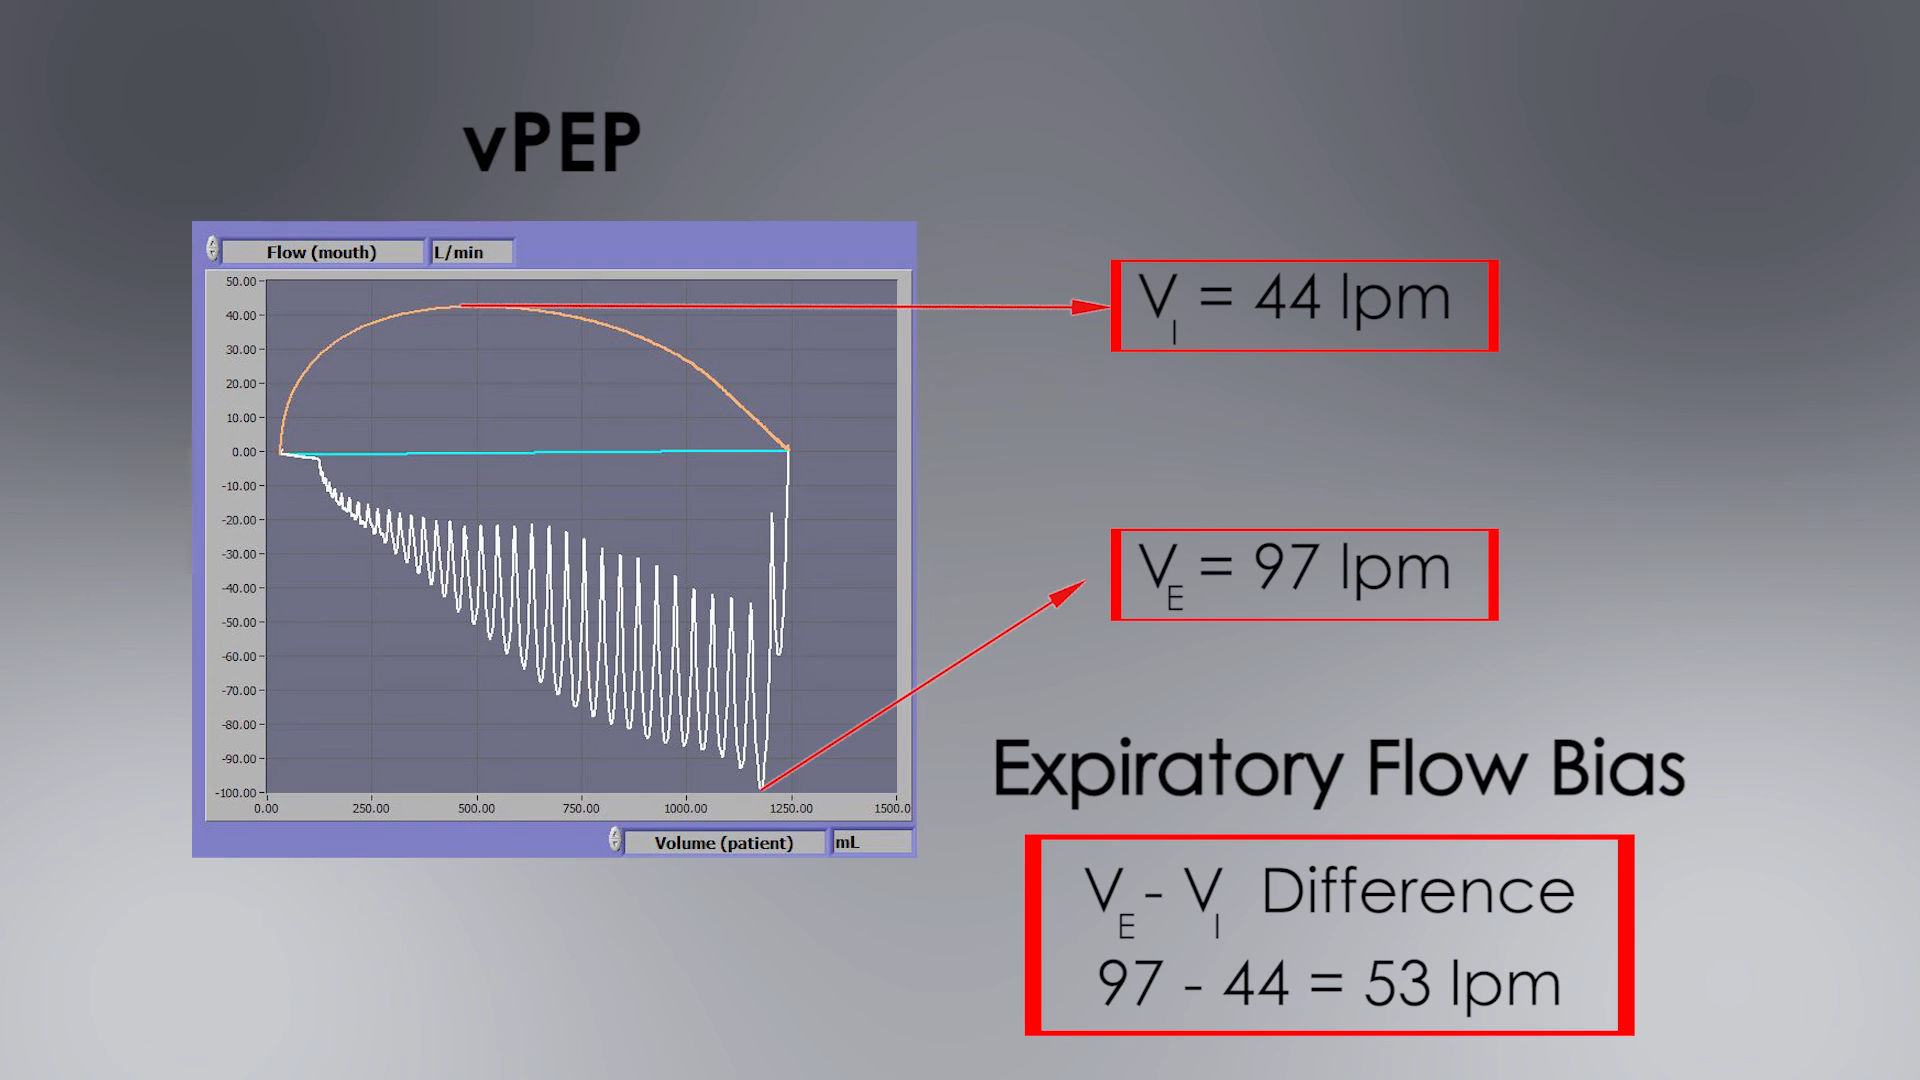 vPEP
Flow (mouth) L/min
50.00
40.00
30.00
20.00
10.00
0.00
-10.00
-20.00
-30.00
-40.00
-50.00
-60.00
-70.00
-80.00
-90.00
-100.00
0.00 250.00 500.00 750.00 1000.00 1250.00 1500.0
Volume (patient) mL
VI = 44 lpm
VE = 97 lpm
Expiratory Flow Bias
VE - VI Difference
97 - 44 = 53 lpm